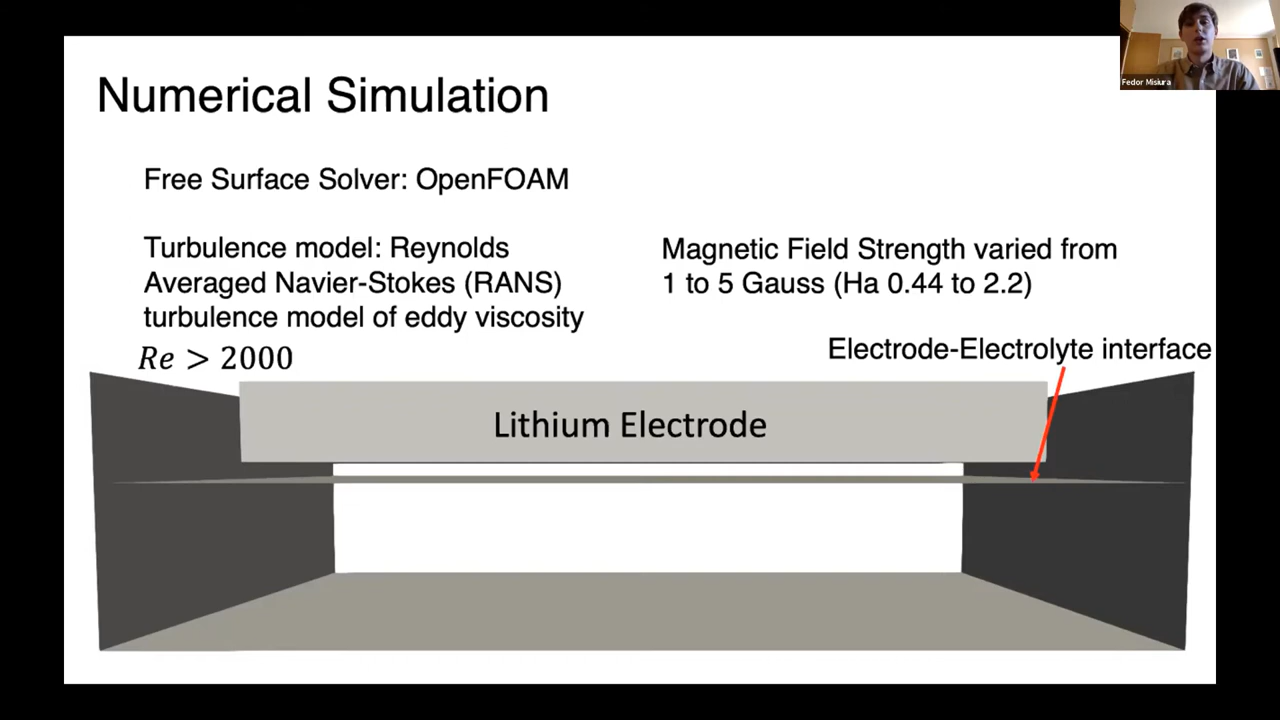 Numerical Simulation
Free Surface Solver: OpenFOAM
Turbulence model: Reynolds
Averaged Navier-Stokes (RANS)
turbulence model of eddy viscosity
Re > 2000
Magnetic Field Strength varied from
1 to 5 Gauss (Ha 0.44 to 2.2)
Electrode-Electrolyte interface
Lithium Electrode
Fedor Misiura